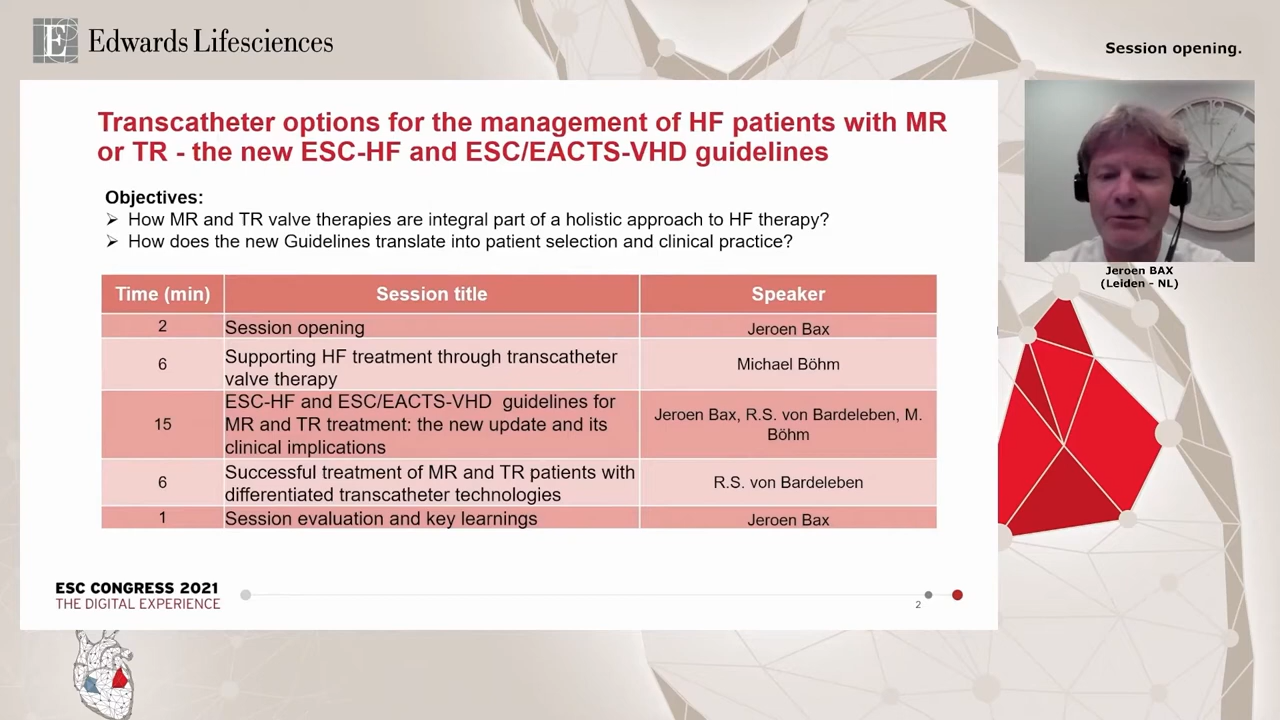 E Edwards Lifesciences
Session opening.
Transcatheter options for the management of HF patients with MR
or TR - the new ESC-HF and ESC/EACTS-VHD guidelines
Objectives:
➢ How MR and TR valve therapies are integral part of a holistic approach to HF therapy?
➢ How does the new Guidelines translate into patient selection and clinical practice?
Time (min) Session title Speaker
2 Session opening Jeroen Bax
6 Supporting HF treatment through transcatheter
valve therapy Michael Böhm
15 ESC-HF and ESC/EACTS-VHD guidelines for
MR and TR treatment: the new update and its
clinical implications Jeroen Bax, R.S. von Bardeleben, M.
Böhm
6 Successful treatment of MR and TR patients with
differentiated transcatheter technologies R.S. von Bardeleben
1 Session evaluation and key learnings Jeroen Bax
Jeroen BAX
(Leiden - NL)
ESC CONGRESS 2021
THE DIGITAL EXPERIENCE
2